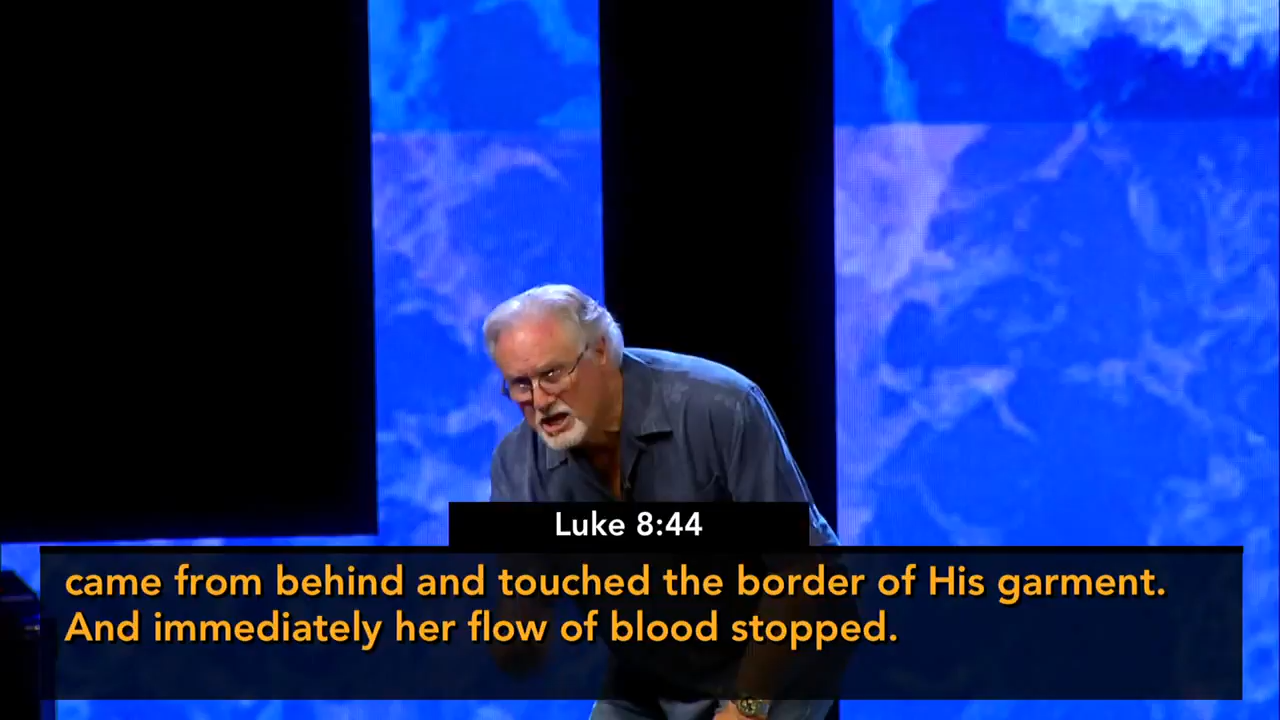 Luke 8:44
came from behind and touched the border of His garment.
And immediately her flow of blood stopped.